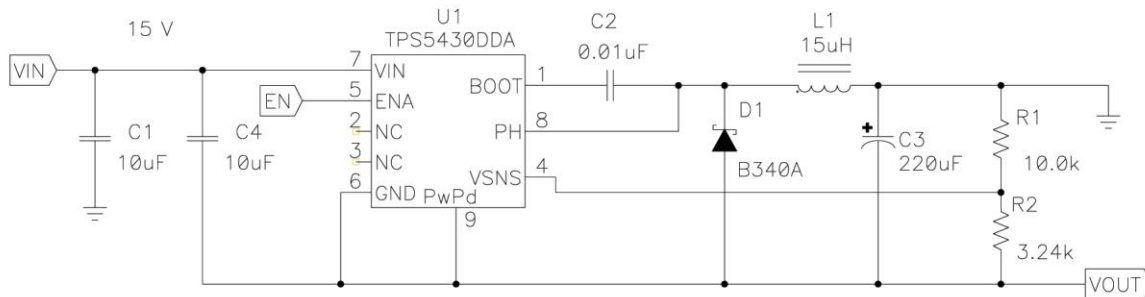 15 V
U1
TPS5430DDA
C2
0.01uF
L1
15uH
VIN
7
VIN
BOOT
1
EN
5
ENA
2
NC
PH
8
D1
B340A
C1
10uF
C4
10uF
3
NC
6
GND
VSNS
4
PwPd
9
C3
220uF
R1
10.0k
R2
3.24k
VOUT